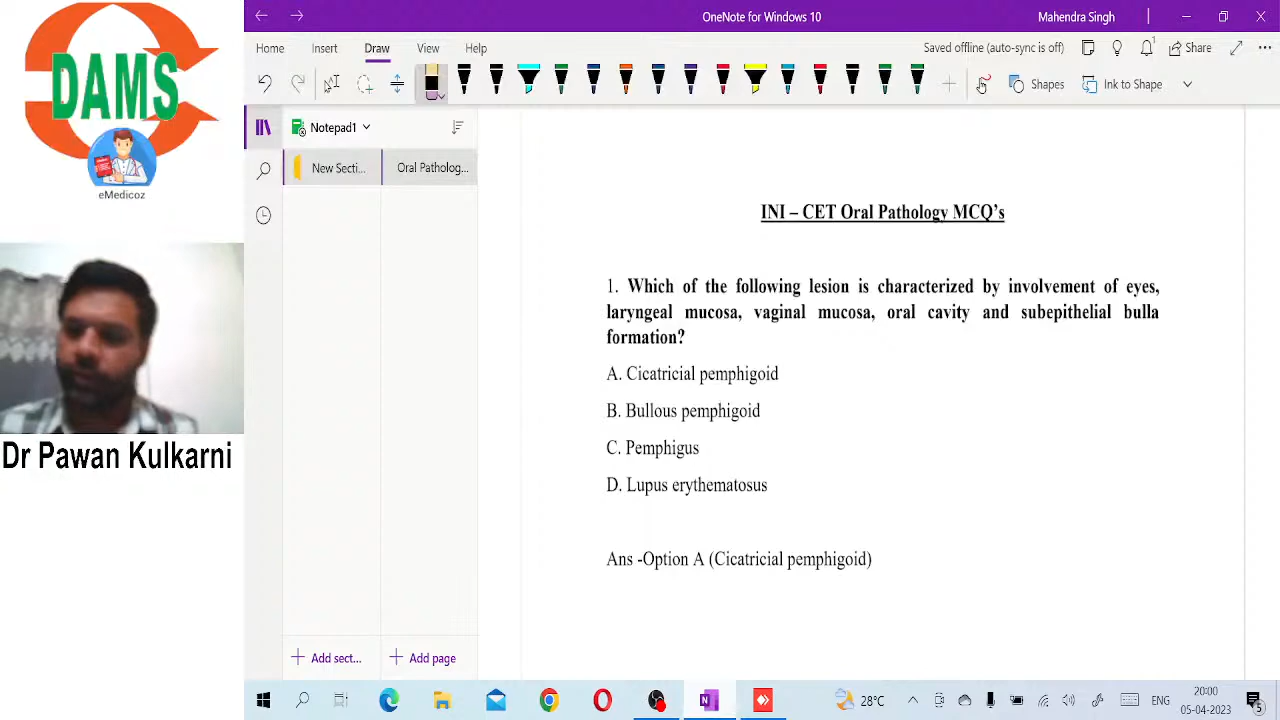 DAMS
eMedicoz
Dr Pawan Kulkarni
OneNote for Windows 10
Mahendra Singh
Home Insert Draw View Help
Saved offline (auto-sync is off)
Share
Shapes
Ink to Shape
Notepad1
New Secti...
Oral Patholog...
INI – CET Oral Pathology MCQ's
1. Which of the following lesion is characterized by involvement of eyes,
laryngeal mucosa, vaginal mucosa, oral cavity and subepithelial bulla
formation?
A. Cicatricial pemphigoid
B. Bullous pemphigoid
C. Pemphigus
D. Lupus erythematosus
Ans -Option A (Cicatricial pemphigoid)
+ Add sect...
+ Add page
28°C
ENG
20:00
05-04-2023
5